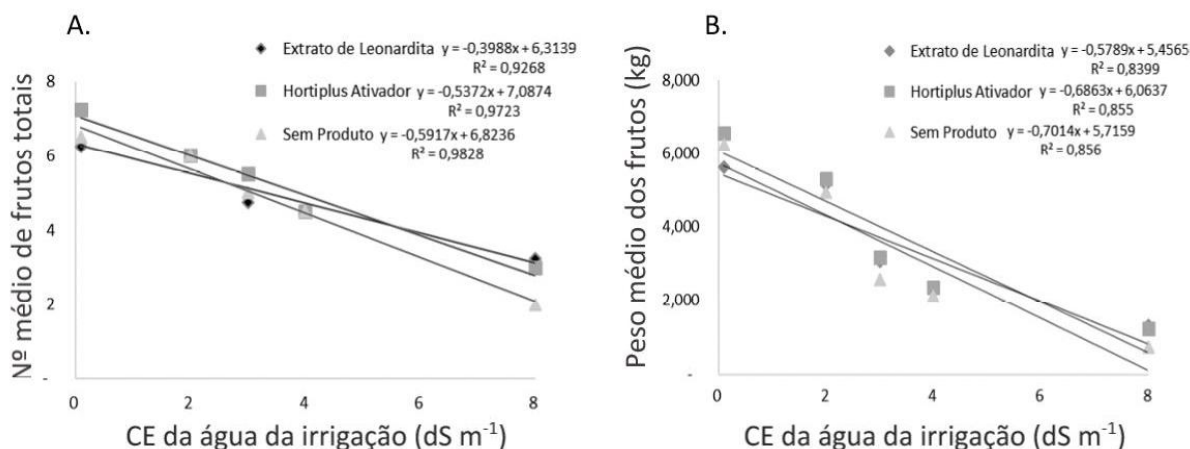 A.
Extrato de Leonardita y = -0,3988x + 6,3139
R² = 0,9268
Hortiplus Ativador y = -0,5372x + 7,0874
R² = 0,9723
Sem Produto y = -0,5917x + 6,8236
R² = 0,9828
Nº médio de frutos totais
8
6
4
2
-
0 2 4 6 8
CE da água da irrigação (dS m⁻¹)
B.
Extrato de Leonardita y = -0,5789x + 5,4565
R² = 0,8399
Hortiplus Ativador y = -0,6863x + 6,0637
R² = 0,855
Sem Produto y = -0,7014x + 5,7159
R² = 0,856
Peso médio dos frutos (kg)
8,000
6,000
4,000
2,000
-
0 2 4 6 8
CE da água da irrigação (dS m⁻¹)